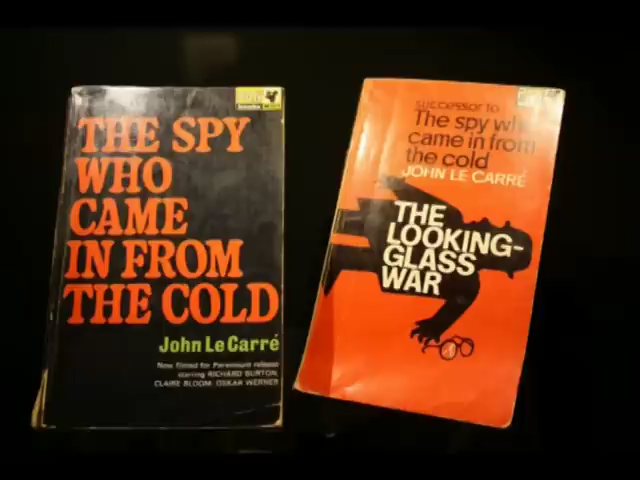 THE SPY
WHO
CAME
IN FROM
THE COLD
John Le Carré
Now filmed for Paramount release
starring RICHARD BURTON,
CLAIRE BLOOM, OSKAR WERNER
successor to
The spy who
came in from
the cold
JOHN LE CARRÉ
THE
LOOKING-
GLASS
WAR